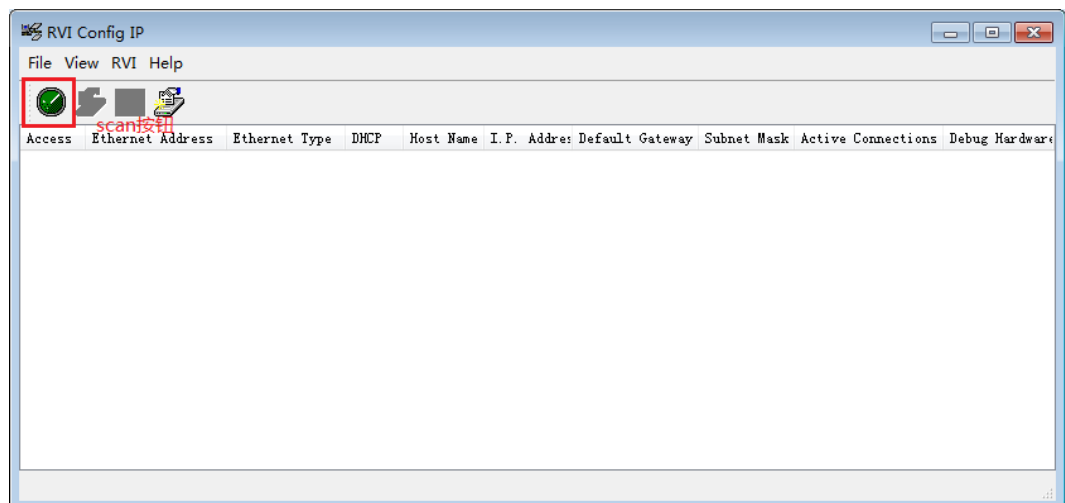 RVI Config IP
File View RVI Help
scan按钮
Access Ethernet Address Ethernet Type DHCP Host Name I.P. Addres Default Gateway Subnet Mask Active Connections Debug Hardware